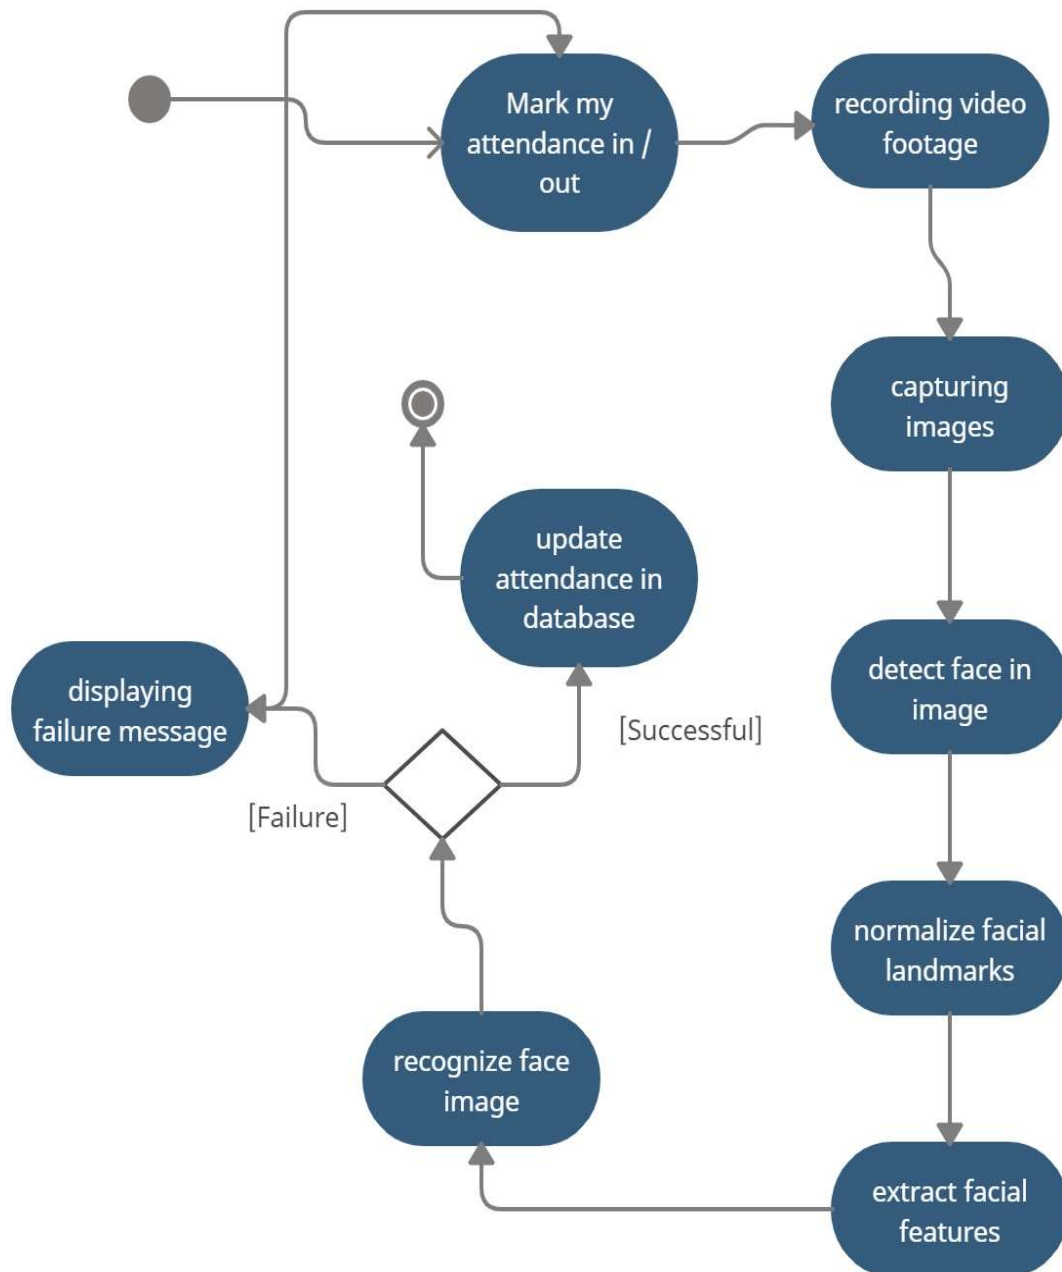 Mark my
attendance in /
out
recording video
footage
capturing
images
detect face in
image
normalize facial
landmarks
extract facial
features
recognize face
image
[Failure]
displaying
failure message
[Successful]
update
attendance in
database